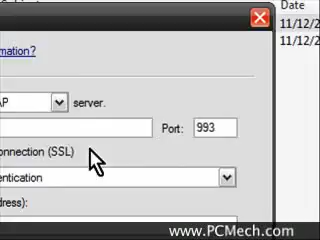 Date
11/12/2
mation?
11/12/2
AP server.
Port: 993
onnection (SSL)
entication
dress):
www.PCMech.com